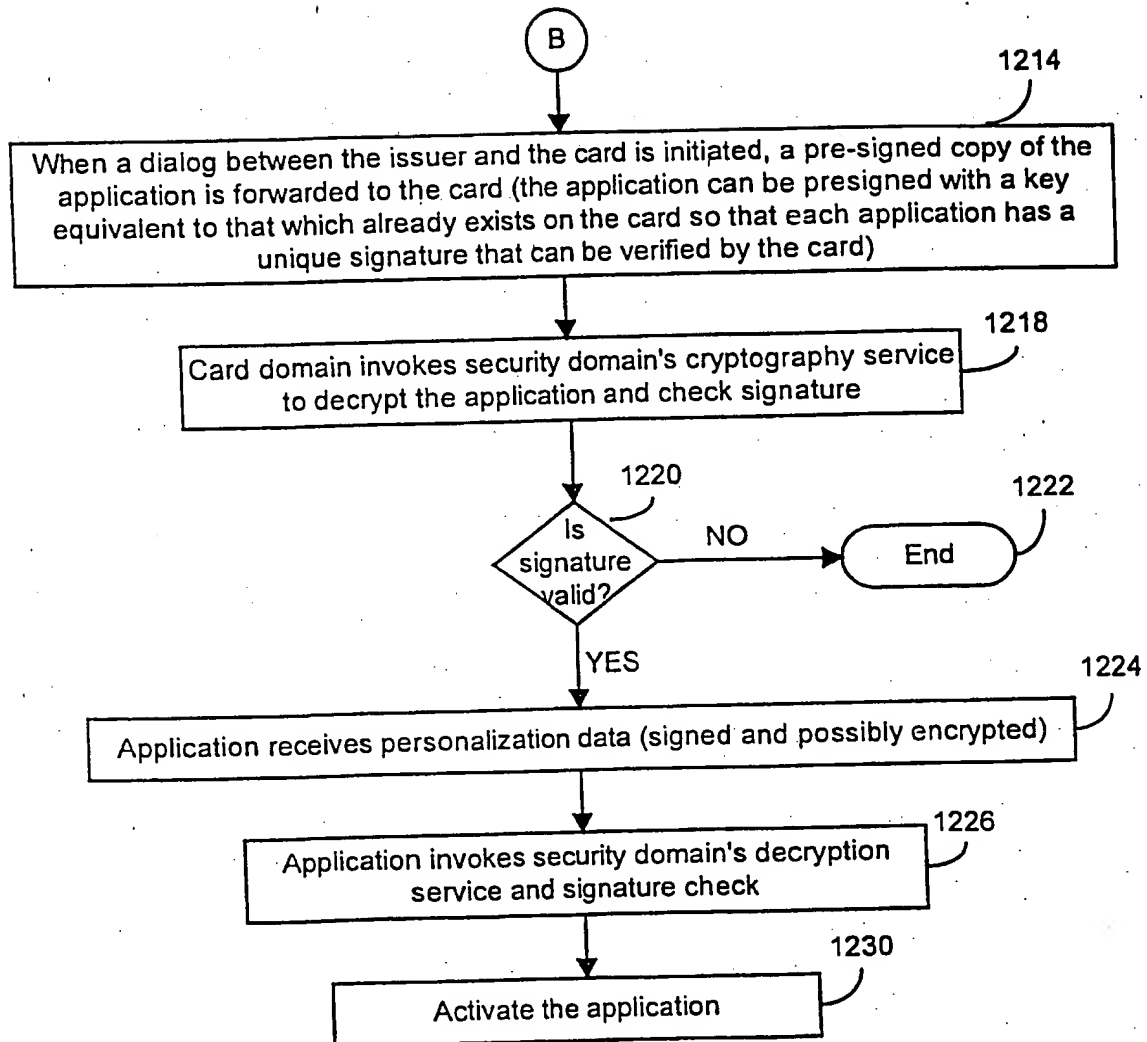 B
1214
When a dialog between the issuer and the card is initiated, a pre-signed copy of the
application is forwarded to the card (the application can be presigned with a key
equivalent to that which already exists on the card so that each application has a
unique signature that can be verified by the card)
1218
Card domain invokes security domain's cryptography service
to decrypt the application and check signature
1220
Is
signature
valid?
NO
1222
End
YES
1224
Application receives personalization data (signed and possibly encrypted)
1226
Application invokes security domain's decryption
service and signature check
1230
Activate the application